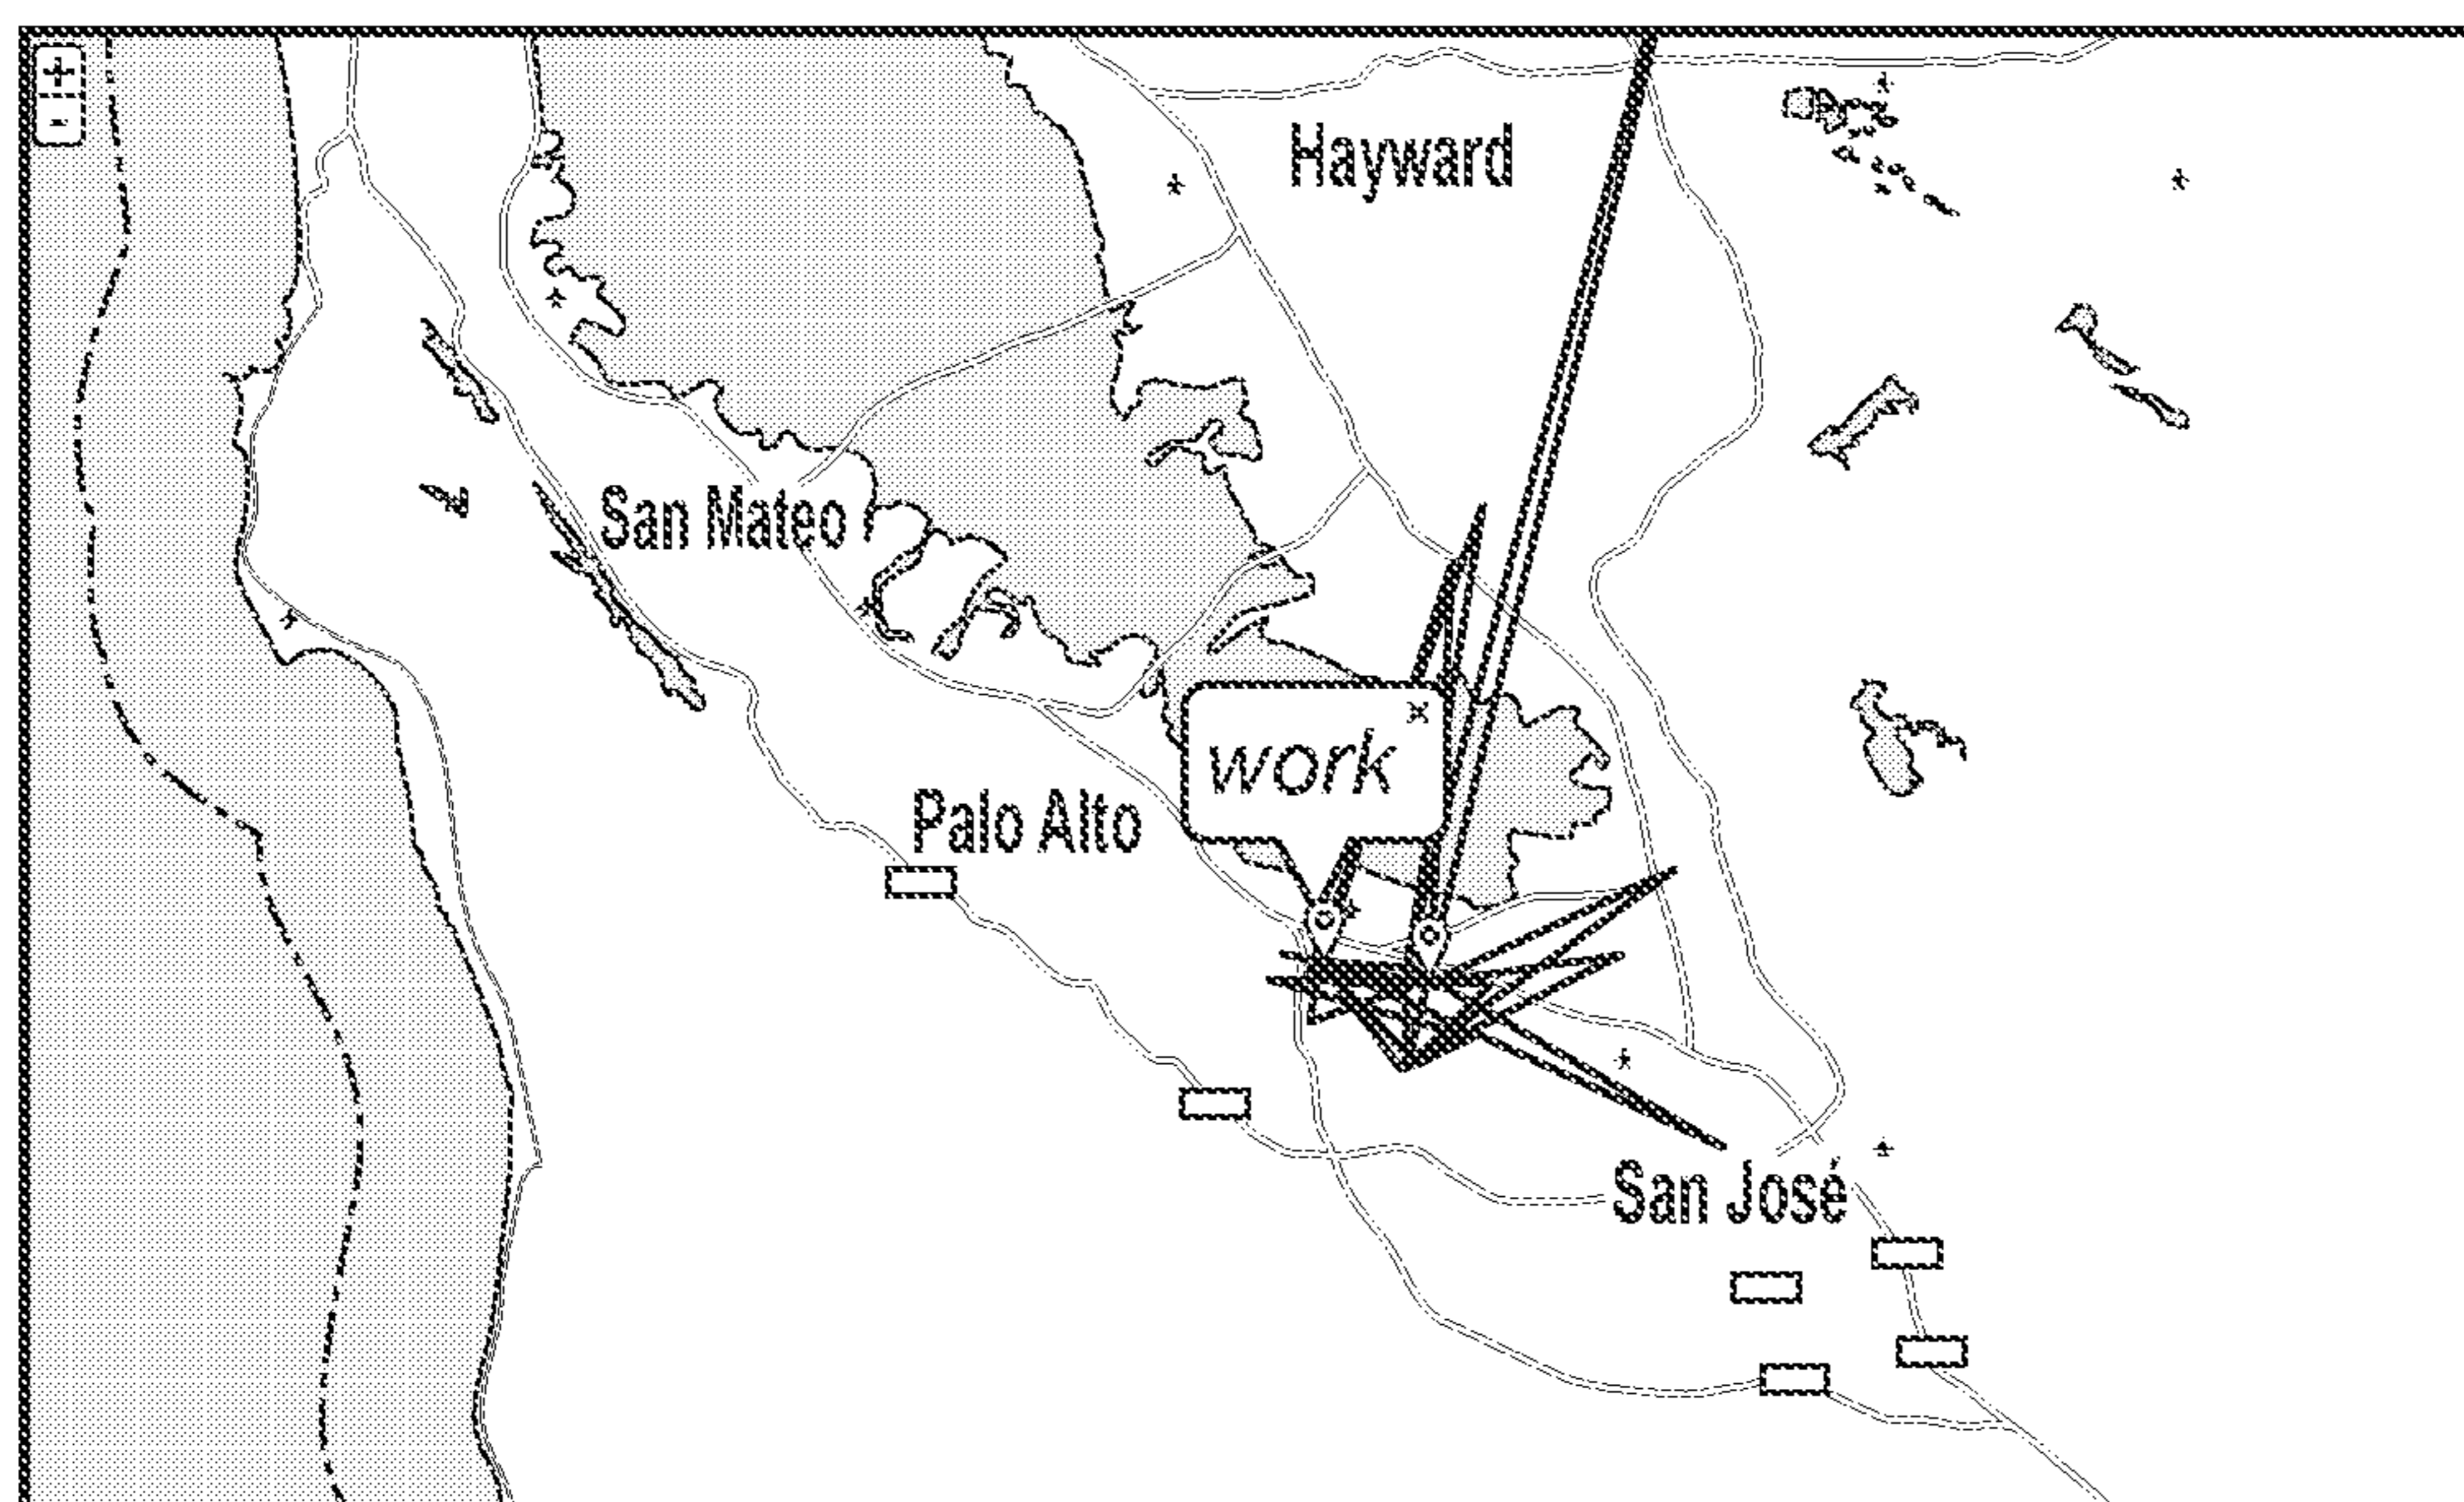 +
-
Hayward
San Mateo
×
work
Palo Alto
San José